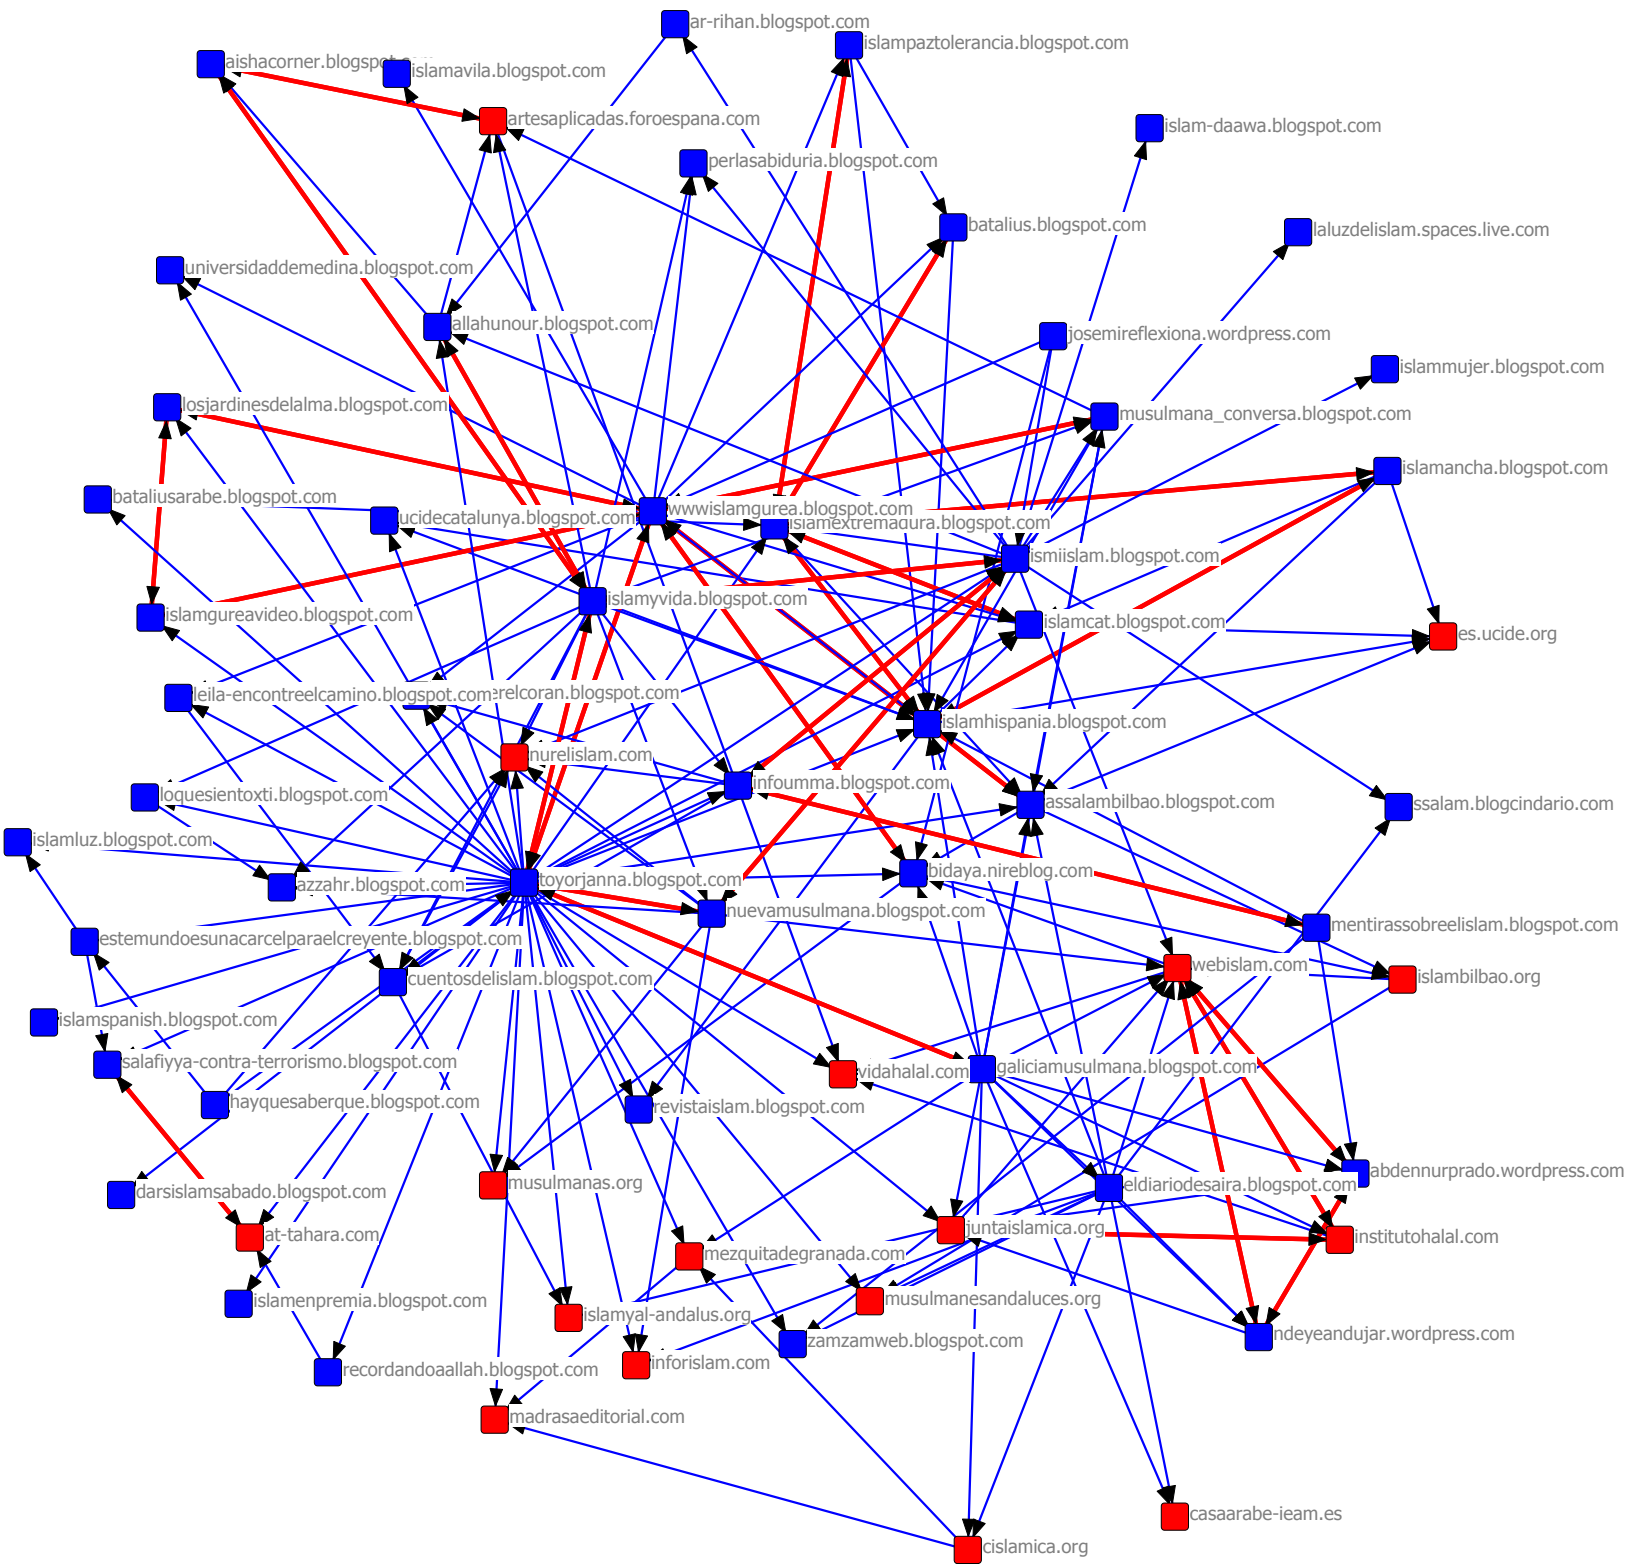 ar-rihan.blogspot.com
islampaztolerancia.blogspot.com
aishacorner.blogspot.com
islamavila.blogspot.com
artesaplicadas.foroespana.com
islam-daawa.blogspot.com
perlasabiduria.blogspot.com
batalius.blogspot.com
laluzdelislam.spaces.live.com
universidaddemedina.blogspot.com
allahunour.blogspot.com
josemireflexiona.wordpress.com
islammujer.blogspot.com
losjardinesdelalma.blogspot.com
musulmana_conversa.blogspot.com
islamancha.blogspot.com
bataliusarabe.blogspot.com
wwwislamgurea.blogspot.com
ucidecatalunya.blogspot.com
islamextremadura.blogspot.com
ismiislam.blogspot.com
islamyvida.blogspot.com
islamgureavideo.blogspot.com
islamcat.blogspot.com
es.ucide.org
leila-encontreelcamino.blogspot.com
erelcoran.blogspot.com
islamhispania.blogspot.com
nurelislam.com
infoumma.blogspot.com
loquesientoxti.blogspot.com
assalambilbao.blogspot.com
ssalam.blogcindario.com
islamluz.blogspot.com
bidaya.nireblog.com
azzahr.blogspot.com
toyorjanna.blogspot.com
nuevamusulmana.blogspot.com
mentirassobreelislam.blogspot.com
estemundoesunacarcelparaelcreyente.blogspot.com
webislam.com
islambilbao.org
cuentosdelislam.blogspot.com
islamspanish.blogspot.com
salafiyya-contra-terrorismo.blogspot.com
vidahalal.com
galiciamusulmana.blogspot.com
hayquesaberque.blogspot.com
revistaislam.blogspot.com
abdennurprado.wordpress.com
musulmanas.org
eldiariodesaira.blogspot.com
darsislamsabado.blogspot.com
at-tahara.com
juntaislamica.org
institutohalal.com
mezquitadegranada.com
islamenpremia.blogspot.com
musulmanesandaluces.org
islamyal-andalus.org
ndeyeandujar.wordpress.com
zamzamweb.blogspot.com
inforislam.com
recordandoaallah.blogspot.com
madrasaeditorial.com
casaarabe-ieam.es
cislamica.org